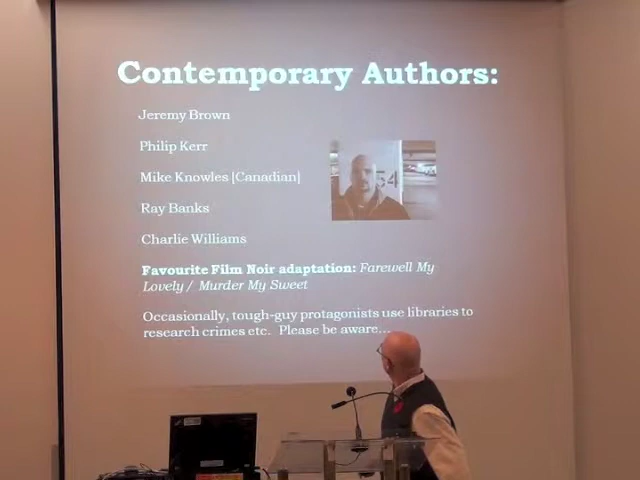 Contemporary Authors:
Jeremy Brown
Philip Kerr
Mike Knowles [Canadian]
54
Ray Banks
Charlie Williams
Favourite Film Noir adaptation: Farewell My
Lovely / Murder My Sweet
Occasionally, tough-guy protagonists use libraries to
research crimes etc. Please be aware...